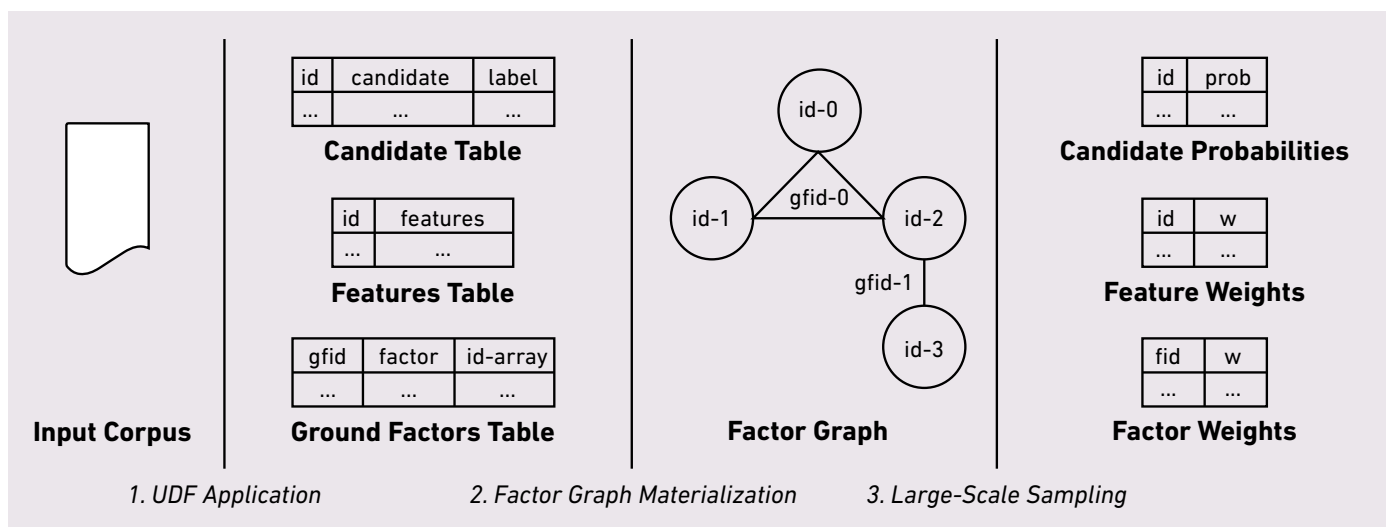 Input Corpus
id candidate label
... ... ...
Candidate Table
id features
... ...
Features Table
gfid factor id-array
... ... ...
Ground Factors Table
id-0
gfid-0
id-1
id-2
gfid-1
id-3
Factor Graph
id prob
... ...
Candidate Probabilities
id w
... ...
Feature Weights
fid w
... ...
Factor Weights
1. UDF Application
2. Factor Graph Materialization
3. Large-Scale Sampling